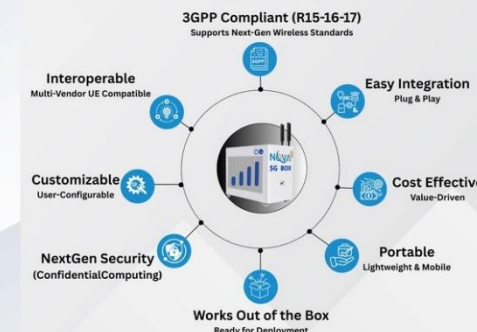 3GPP Compliant (R15-16-17)
Supports Next-Gen Wireless Standards
3GPP
Interoperable
Multi-Vendor UE Compatible
Easy Integration
Plug & Play
NOVA
5G BOX
Customizable
User-Configurable
Cost Effective
Value-Driven
NextGen Security
(ConfidentialComputing)
Portable
Lightweight & Mobile
Works Out of the Box
Ready for Deployment